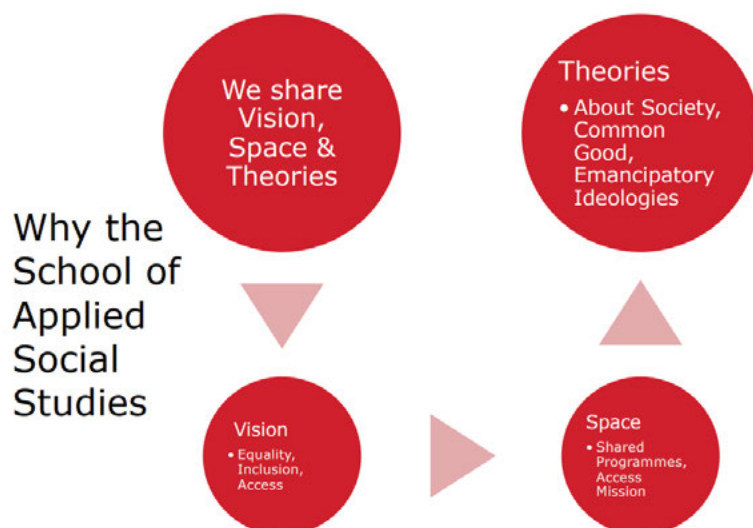 Why the
School of
Applied
Social
Studies
We share
Vision,
Space &
Theories
Vision
• Equality,
Inclusion,
Access
Space
• Shared
Programmes,
Access
Mission
Theories
• About Society,
Common
Good,
Emancipatory
Ideologies